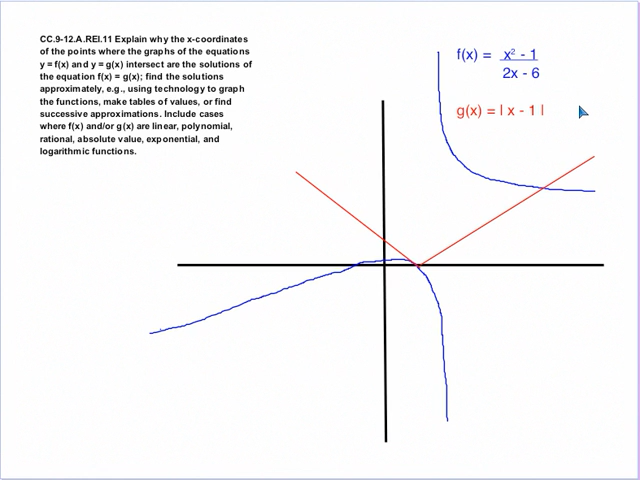 CC.9-12.A.REI.11 Explain why the x-coordinates
of the points where the graphs of the equations
y = f(x) and y = g(x) intersect are the solutions of
the equation f(x) = g(x); find the solutions
approximately, e.g., using technology to graph
the functions, make tables of values, or find
successive approximations. Include cases
where f(x) and/or g(x) are linear, polynomial,
rational, absolute value, exponential, and
logarithmic functions.
f(x) = x² - 1
2x - 6
g(x) = | x - 1 |